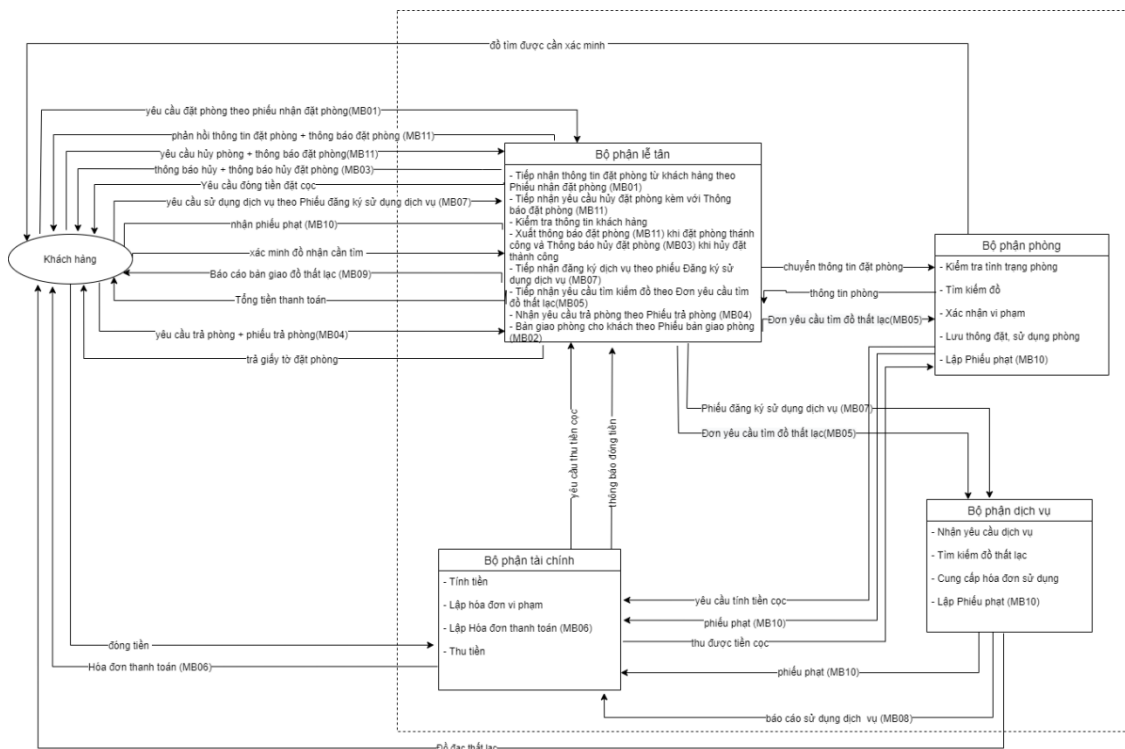 đồ tìm được cần xác minh
yêu cầu đặt phòng theo phiếu nhận đặt phòng(MB01)
phản hồi thông tin đặt phòng + thông báo đặt phòng (MB11)
yêu cầu hủy phòng + thông báo đặt phòng(MB11)
thông báo hủy + thông báo hủy đặt phòng (MB03)
Yêu cầu đóng tiền đặt cọc
yêu cầu sử dụng dịch vụ theo Phiếu đăng ký sử dụng dịch vụ (MB07)
nhận phiếu phạt (MB10)
xác minh đồ nhận cần tìm
Báo cáo bàn giao đồ thất lạc (MB09)
Tổng tiền thanh toán
yêu cầu trả phòng + phiếu trả phòng(MB04)
trả giấy tờ đặt phòng
Khách hàng
Bộ phận lễ tân
- Tiếp nhận thông tin đặt phòng từ khách hàng theo
Phiếu nhận đặt phòng (MB01)
- Tiếp nhận yêu cầu hủy đặt phòng kèm với Thông
báo đặt phòng (MB11)
- Kiểm tra thông tin khách hàng
- Xuất thông báo đặt phòng (MB11) khi đặt phòng thành
công và Thông báo hủy đặt phòng (MB03) khi hủy đặt
thành công
- Tiếp nhận đăng ký dịch vụ theo phiếu Đăng ký sử
dụng dịch vụ (MB07)
- Tiếp nhận yêu cầu tìm kiếm đồ theo Đơn yêu cầu tìm
đồ thất lạc(MB05)
- Nhận yêu cầu trả phòng theo Phiếu trả phòng (MB04)
- Bàn giao phòng cho khách theo Phiếu bàn giao phòng
(MB02)
chuyển thông tin đặt phòng
thông tin phòng
Đơn yêu cầu tìm đồ thất lạc(MB05)
Bộ phận phòng
- Kiểm tra tình trạng phòng
- Tìm kiếm đồ
- Xác nhận vi phạm
- Lưu thông đặt, sử dụng phòng
- Lập Phiếu phạt (MB10)
Phiếu đăng ký sử dụng dịch vụ (MB07)
Đơn yêu cầu tìm đồ thất lạc(MB05)
yêu cầu thu tiền cọc
thông báo đóng tiền
Bộ phận dịch vụ
- Nhận yêu cầu dịch vụ
- Tìm kiếm đồ thất lạc
- Cung cấp hóa đơn sử dụng
- Lập Phiếu phạt (MB10)
Bộ phận tài chính
- Tính tiền
- Lập hóa đơn vi phạm
- Lập Hóa đơn thanh toán (MB06)
- Thu tiền
yêu cầu tính tiền cọc
phiếu phạt (MB10)
thu được tiền cọc
đóng tiền
Hóa đơn thanh toán (MB06)
phiếu phạt (MB10)
báo cáo sử dụng dịch vụ (MB08)
Đồ đạc thất lạc